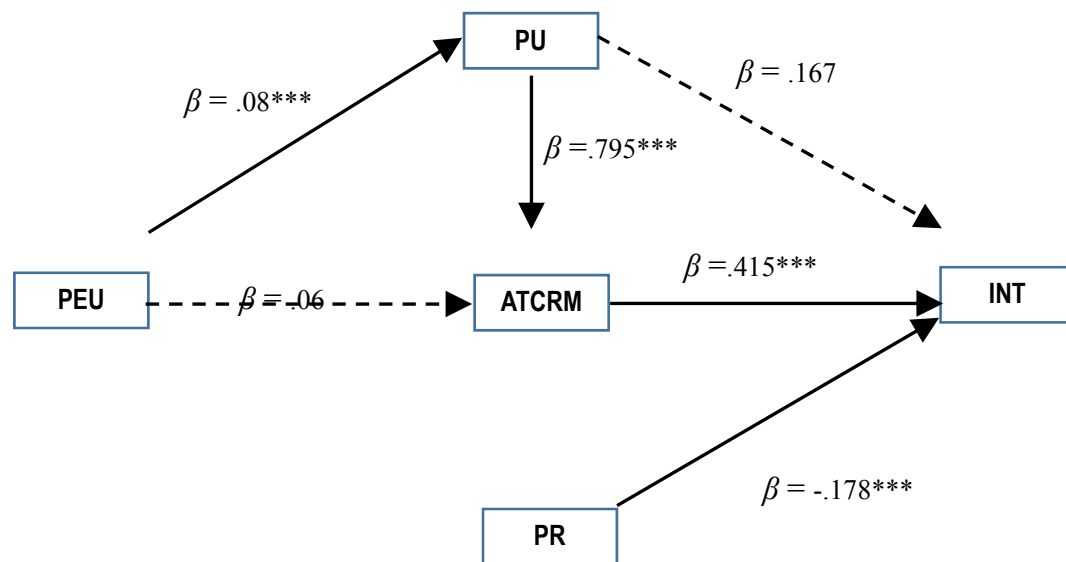 PU
β = .167
β = .08***
β =.795***
β =.415***
PEU
β = .06
ATCRM
INT
β = -.178***
PR